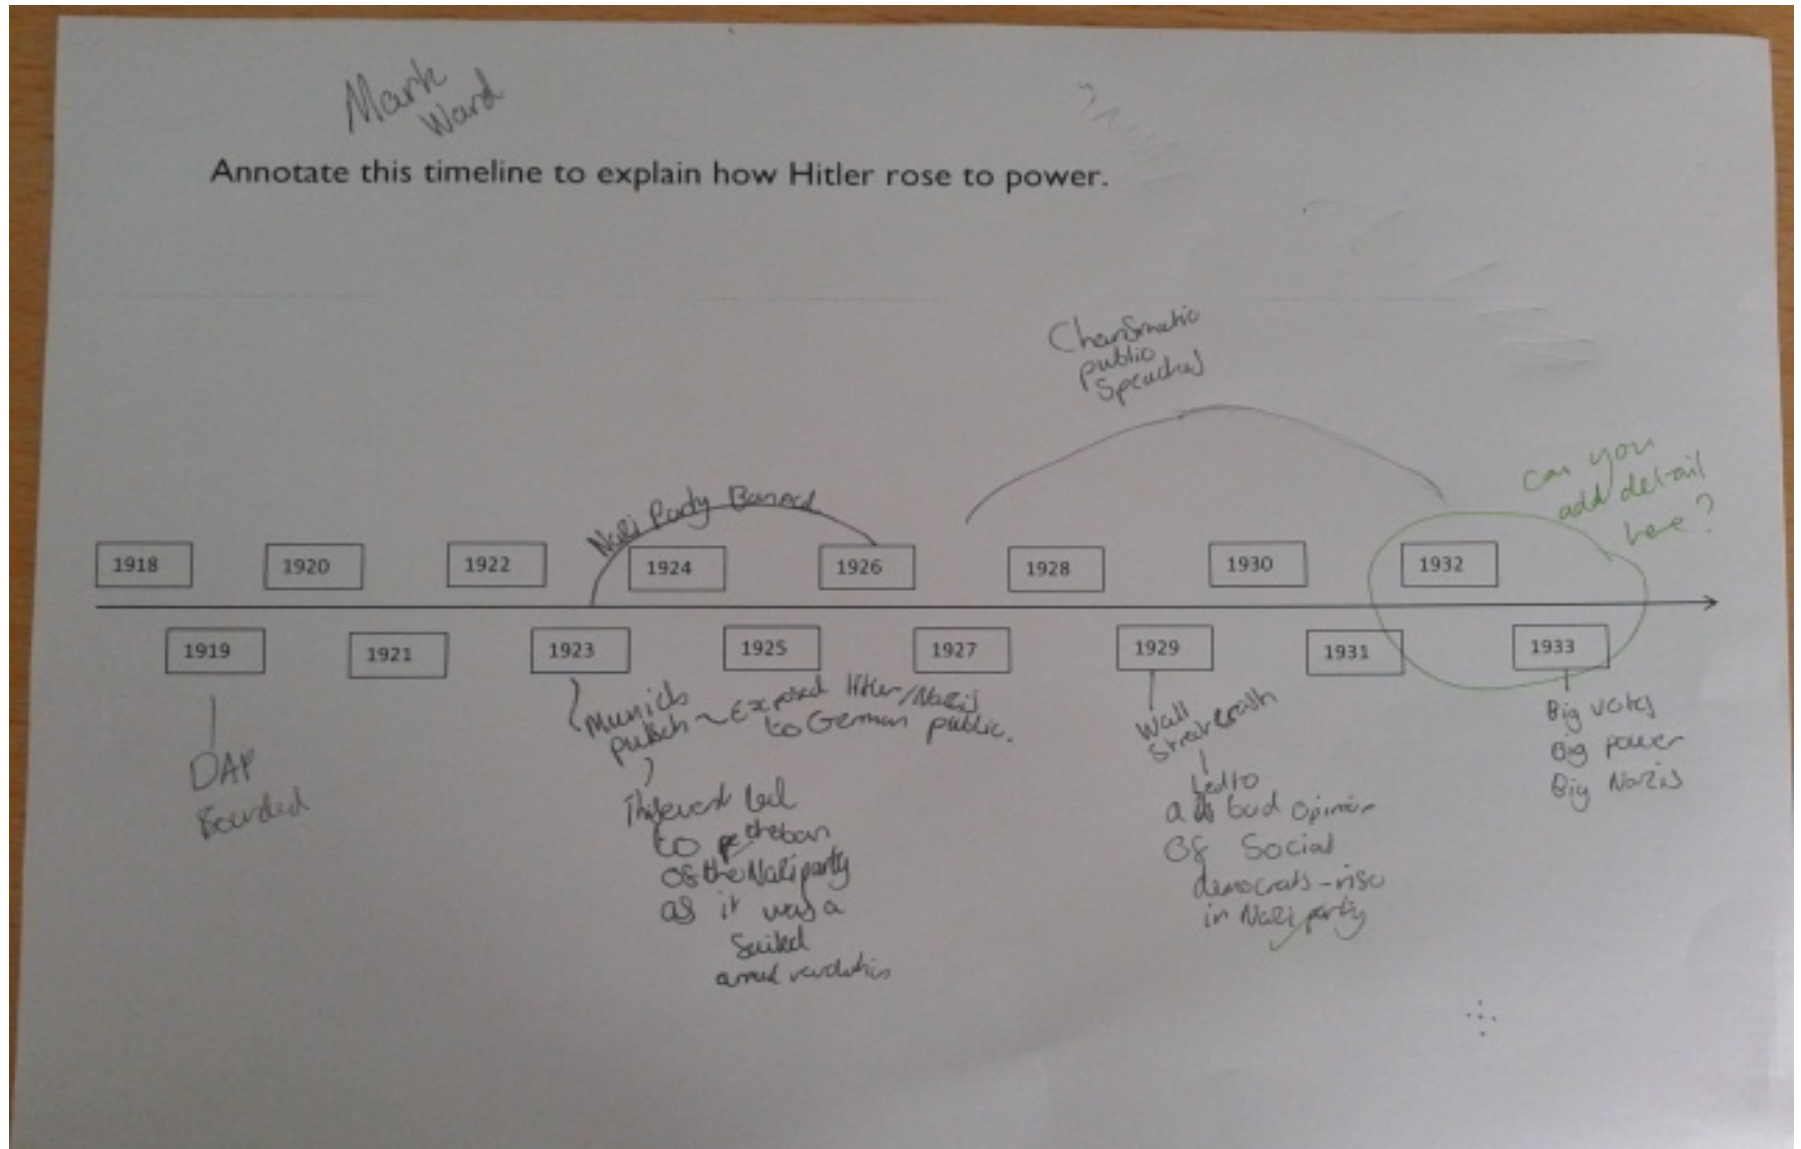 Mark
Ward
Annotate this timeline to explain how Hitler rose to power.
Charismatic
public
Speaches
can you
add detail
here?
Nazi Party Banned
1918
1920
1922
1924
1926
1928
1930
1932
1919
1921
1923
1925
1927
1929
1931
1933
DAP
Founded
Munich
putsch ~ Exposed Hitler/Nazis
to German public.
This event led
to the ban
of the Nazi party
as it was a
failed
armed revolution
Wall
Street crash
Led to
a bad opinion
of Social
democrats - rise
in Nazi party
Big votes
Big power
Big Nazis